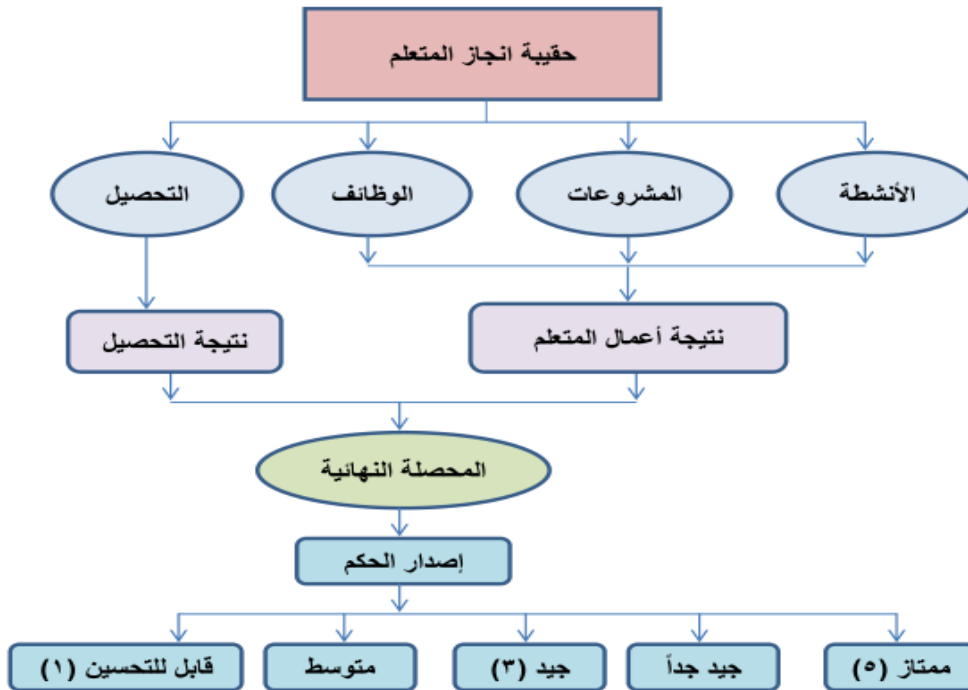 حقيبة انجاز المتعلم
الأنشطة
المشروعات
الوظائف
التحصيل
نتيجة أعمال المتعلم
نتيجة التحصيل
المحصلة النهائية
إصدار الحكم
ممتاز (٥)
جيد جداً
جيد (٣)
متوسط
قابل للتحسين (١)